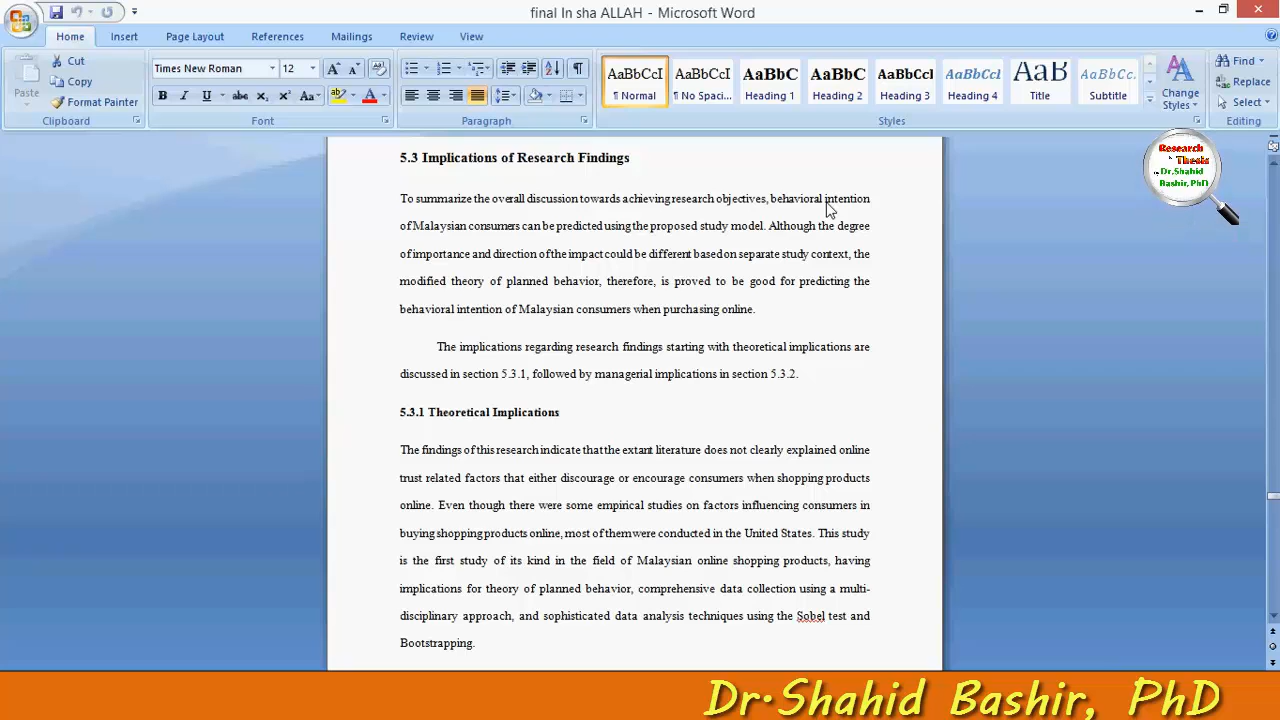 final In sha ALLAH - Microsoft Word
Home Insert Page Layout References Mailings Review View
Paste
Cut
Copy
Format Painter
Clipboard
Times New Roman 12
B I U abc x₂ x² Aa
Font
Paragraph
AaBbCcI AaBbCcI AaBbC AaBbC AaBbCcI AaBbCcI AaB AaBbCc.
¶ Normal ¶ No Spaci... Heading 1 Heading 2 Heading 3 Heading 4 Title Subtitle
Change
Styles
Styles
Find
Replace
Select
Editing
Research
Thesis
Dr.Shahid
Bashir, PhD
5.3 Implications of Research Findings
To summarize the overall discussion towards achieving research objectives, behavioral intention
of Malaysian consumers can be predicted using the proposed study model. Although the degree
of importance and direction of the impact could be different based on separate study context, the
modified theory of planned behavior, therefore, is proved to be good for predicting the
behavioral intention of Malaysian consumers when purchasing online.
The implications regarding research findings starting with theoretical implications are
discussed in section 5.3.1, followed by managerial implications in section 5.3.2.
5.3.1 Theoretical Implications
The findings of this research indicate that the extant literature does not clearly explained online
trust related factors that either discourage or encourage consumers when shopping products
online. Even though there were some empirical studies on factors influencing consumers in
buying shopping products online, most of them were conducted in the United States. This study
is the first study of its kind in the field of Malaysian online shopping products, having
implications for theory of planned behavior, comprehensive data collection using a multi-
disciplinary approach, and sophisticated data analysis techniques using the Sobel test and
Bootstrapping.
Dr.Shahid Bashir, PhD